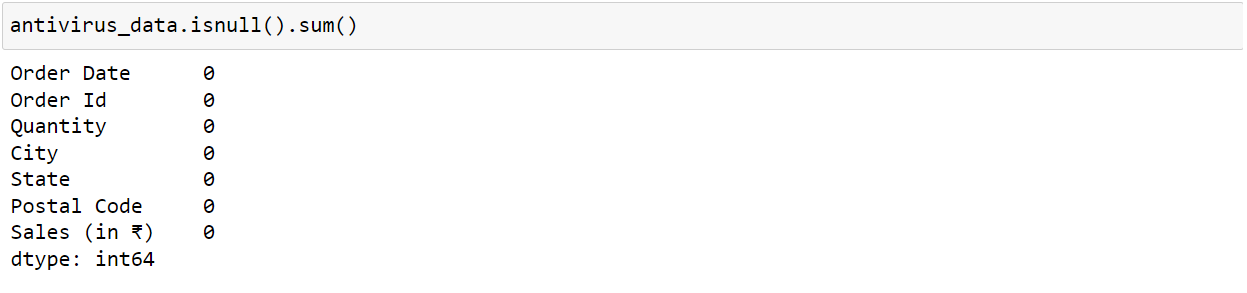 antivirus_data.isnull().sum()
Order Date 0
Order Id 0
Quantity 0
City 0
State 0
Postal Code 0
Sales (in ₹) 0
dtype: int64